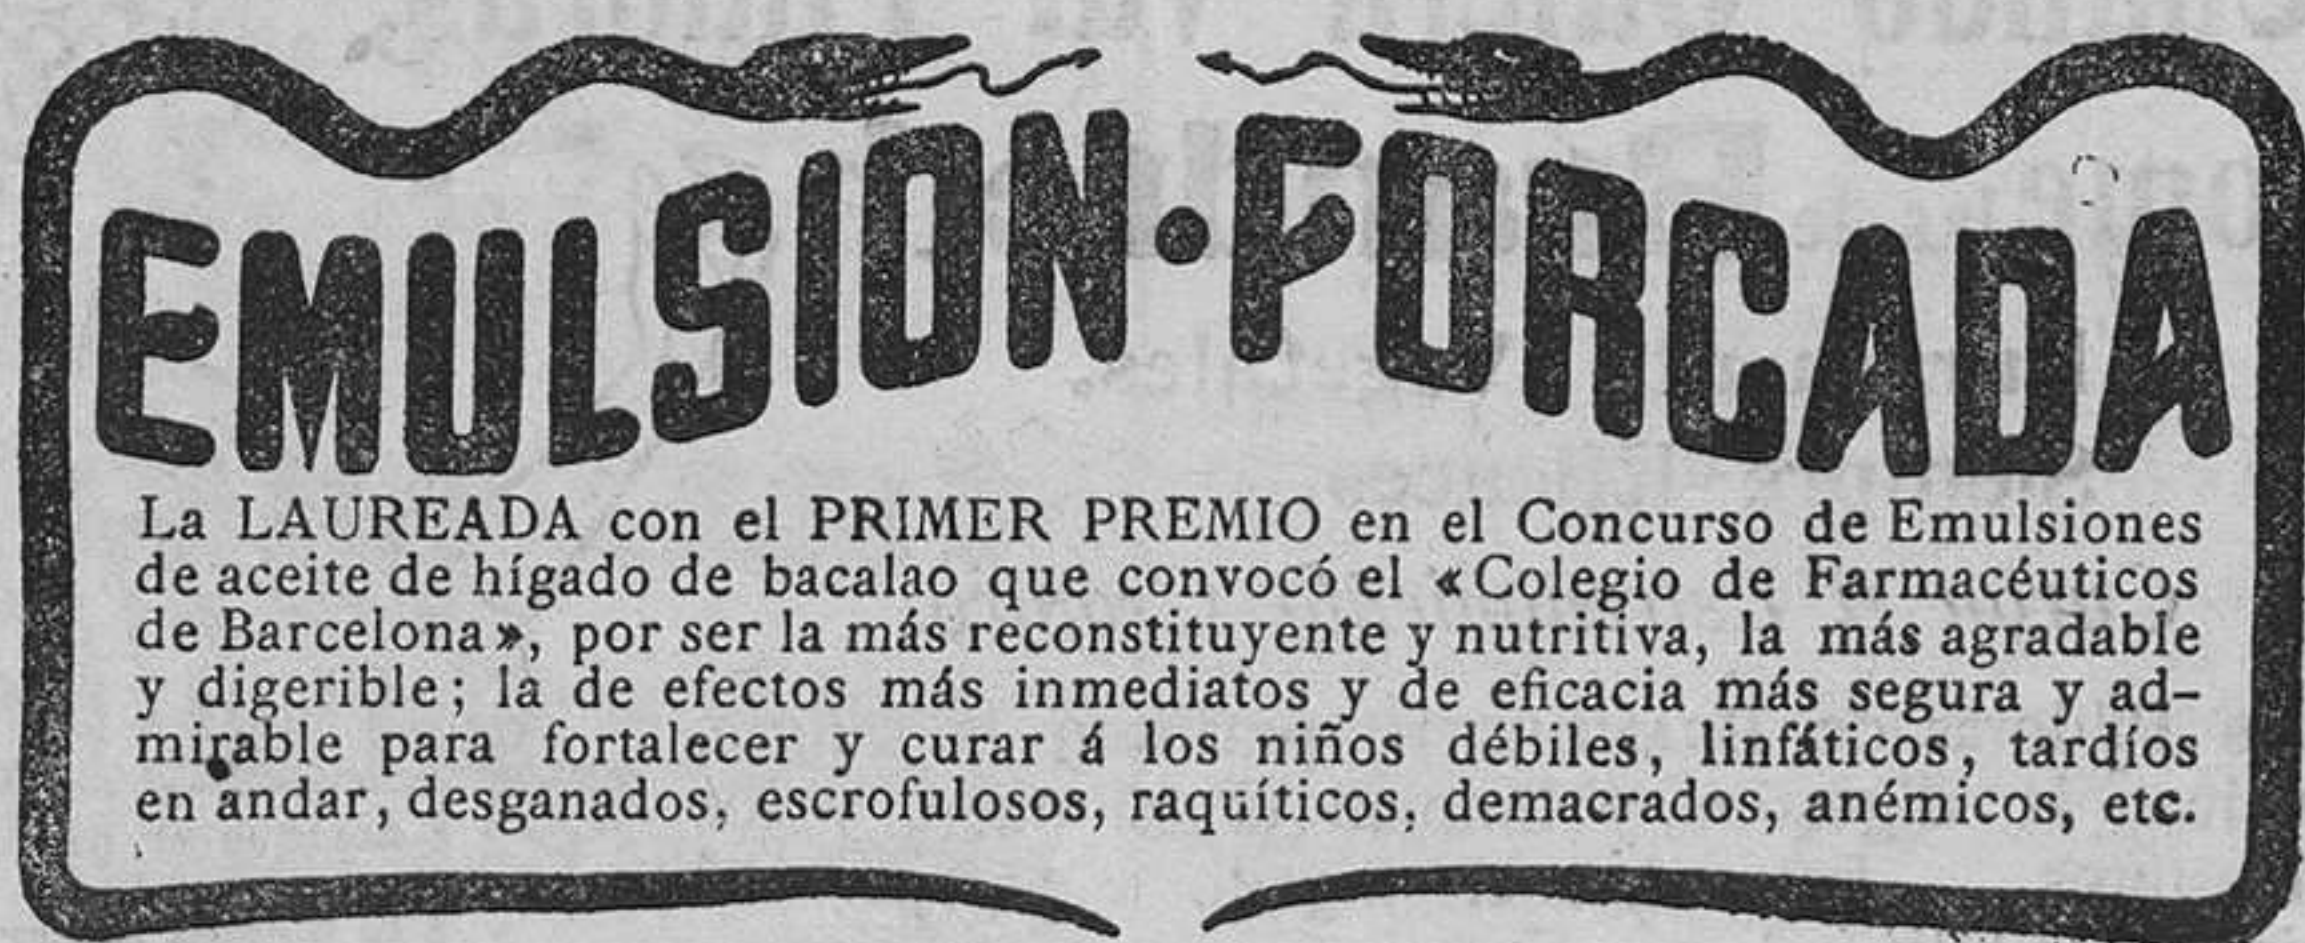 EMULSION·FORCADA
La LAUREADA con el PRIMER PREMIO en el Concurso de Emulsiones
de aceite de hígado de bacalao que convocó el «Colegio de Farmacéuticos
de Barcelona», por ser la más reconstituyente y nutritiva, la más agradable
y digerible; la de efectos más inmediatos y de eficacia más segura y ad-
mirable para fortalecer y curar á los niños débiles, linfáticos, tardíos
en andar, desganados, escrofulosos, raquíticos, demacrados, anémicos, etc.